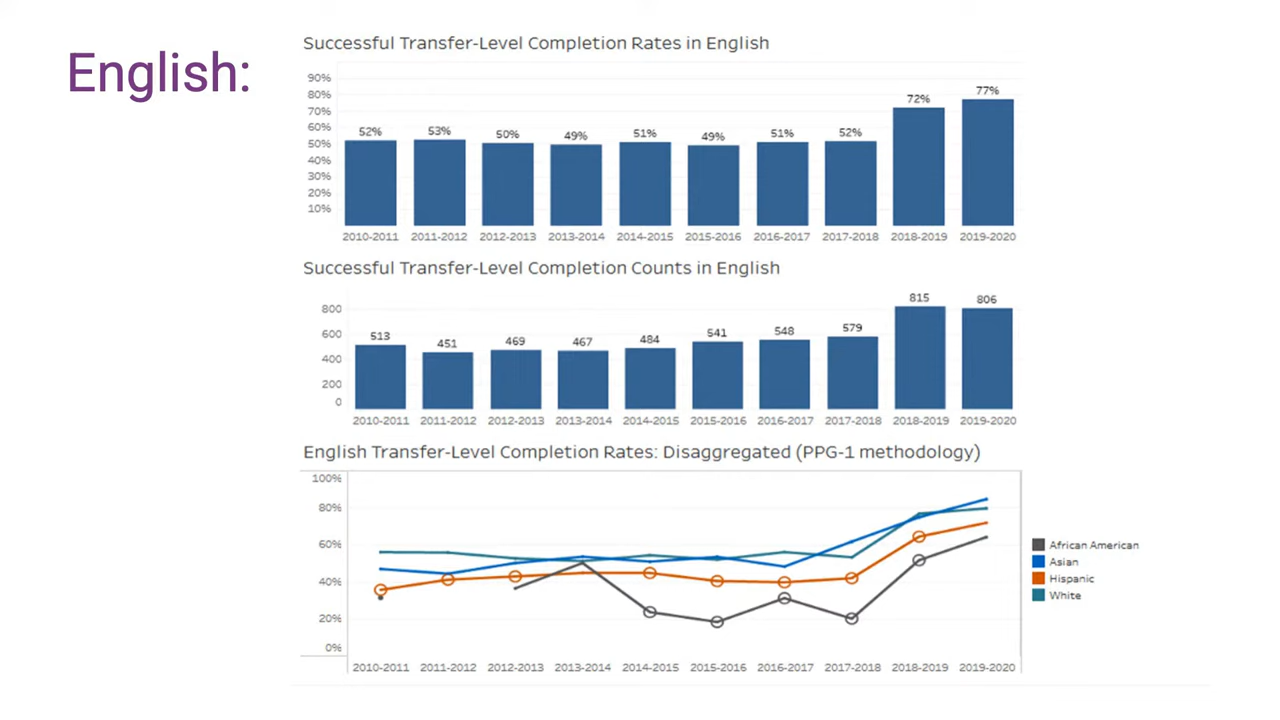 English:
Successful Transfer-Level Completion Rates in English
90%
80%
70%
60%
50%
40%
30%
20%
10%
52% 53% 50% 49% 51% 49% 51% 52% 72% 77%
2010-2011 2011-2012 2012-2013 2013-2014 2014-2015 2015-2016 2016-2017 2017-2018 2018-2019 2019-2020
Successful Transfer-Level Completion Counts in English
800
600
400
200
0
513 451 469 467 484 541 548 579 815 806
2010-2011 2011-2012 2012-2013 2013-2014 2014-2015 2015-2016 2016-2017 2017-2018 2018-2019 2019-2020
English Transfer-Level Completion Rates: Disaggregated (PPG-1 methodology)
100%
80%
60%
40%
20%
0%
2010-2011 2011-2012 2012-2013 2013-2014 2014-2015 2015-2016 2016-2017 2017-2018 2018-2019 2019-2020
African American
Asian
Hispanic
White